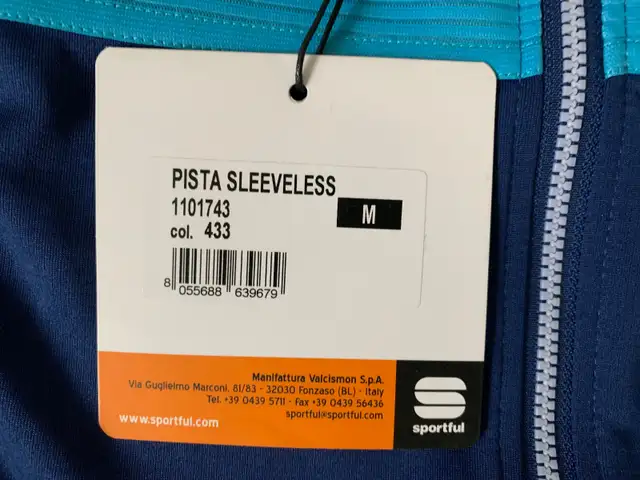 PISTA SLEEVELESS
1101743
M
col. 433
8 055688 639679
Manifattura Valcismon S.p.A.
Via Guglielmo Marconi, 81/83 - 32030 Fonzaso (BL) - Italy
Tel. +39 0439 5711 - Fax +39 0439 56436
www.sportful.com
sportful@sportful.com
sportful